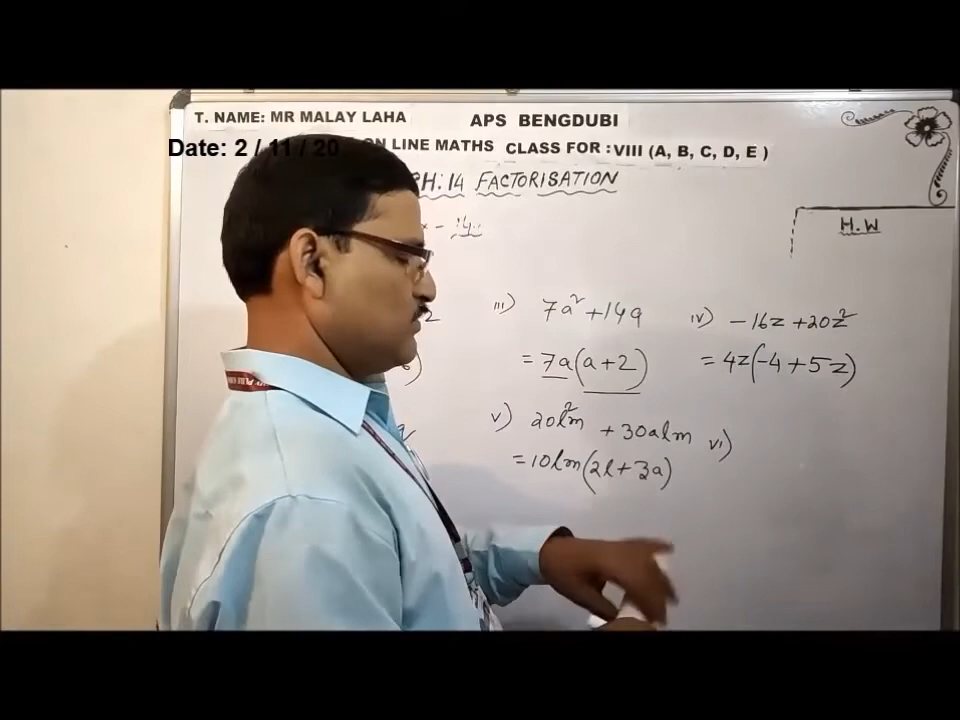 T. NAME: MR MALAY LAHA
APS BENGDUBI
Date: 2 / 11 / 20
ON LINE MATHS CLASS FOR : VIII (A, B, C, D, E )
CH: 14 FACTORISATION
H.W
III) 7a² + 14a
= 7a(a+2)
IV) -16z + 20z²
= 4z(-4+5z)
V) 20l²m + 30alm
= 10lm(2l+3a)
VI)